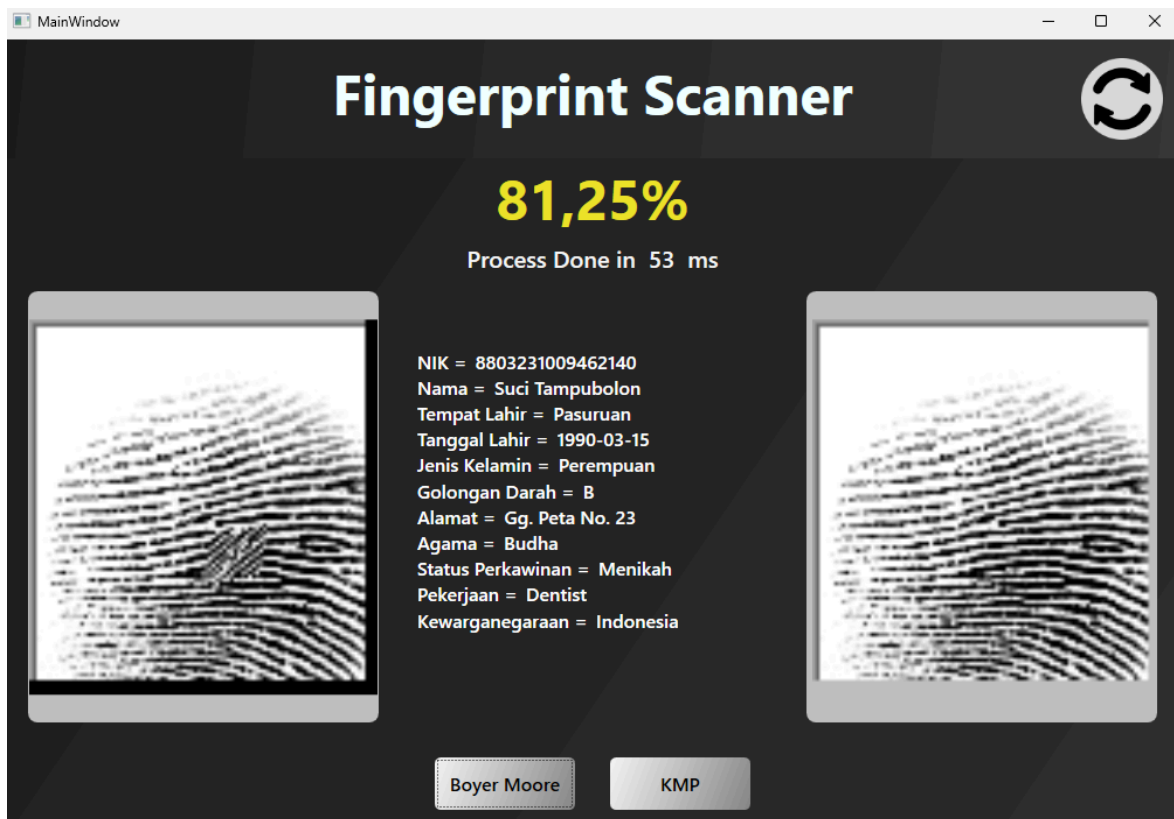 MainWindow
Fingerprint Scanner
81,25%
Process Done in 53 ms
NIK = 8803231009462140
Nama = Suci Tampubolon
Tempat Lahir = Pasuruan
Tanggal Lahir = 1990-03-15
Jenis Kelamin = Perempuan
Golongan Darah = B
Alamat = Gg. Peta No. 23
Agama = Budha
Status Perkawinan = Menikah
Pekerjaan = Dentist
Kewarganegaraan = Indonesia
Boyer Moore
KMP